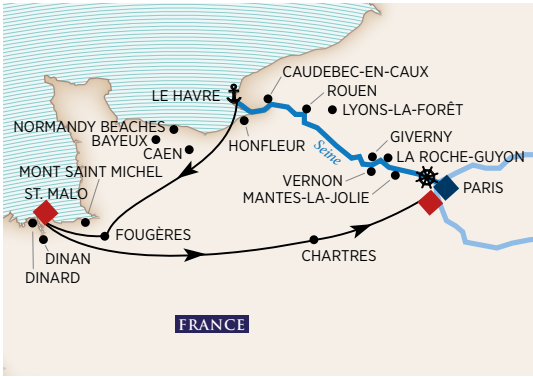 CAUDEBEC-EN-CAUX
LE HAVRE
ROUEN
LYONS-LA-FORÊT
NORMANDY BEACHES
BAYEUX
HONFLEUR
GIVERNY
CAEN
Seine
LA ROCHE-GUYON
MONT SAINT MICHEL
VERNON
ST. MALO
MANTES-LA-JOLIE
PARIS
FOUGÈRES
CHARTRES
DINAN
DINARD
FRANCE